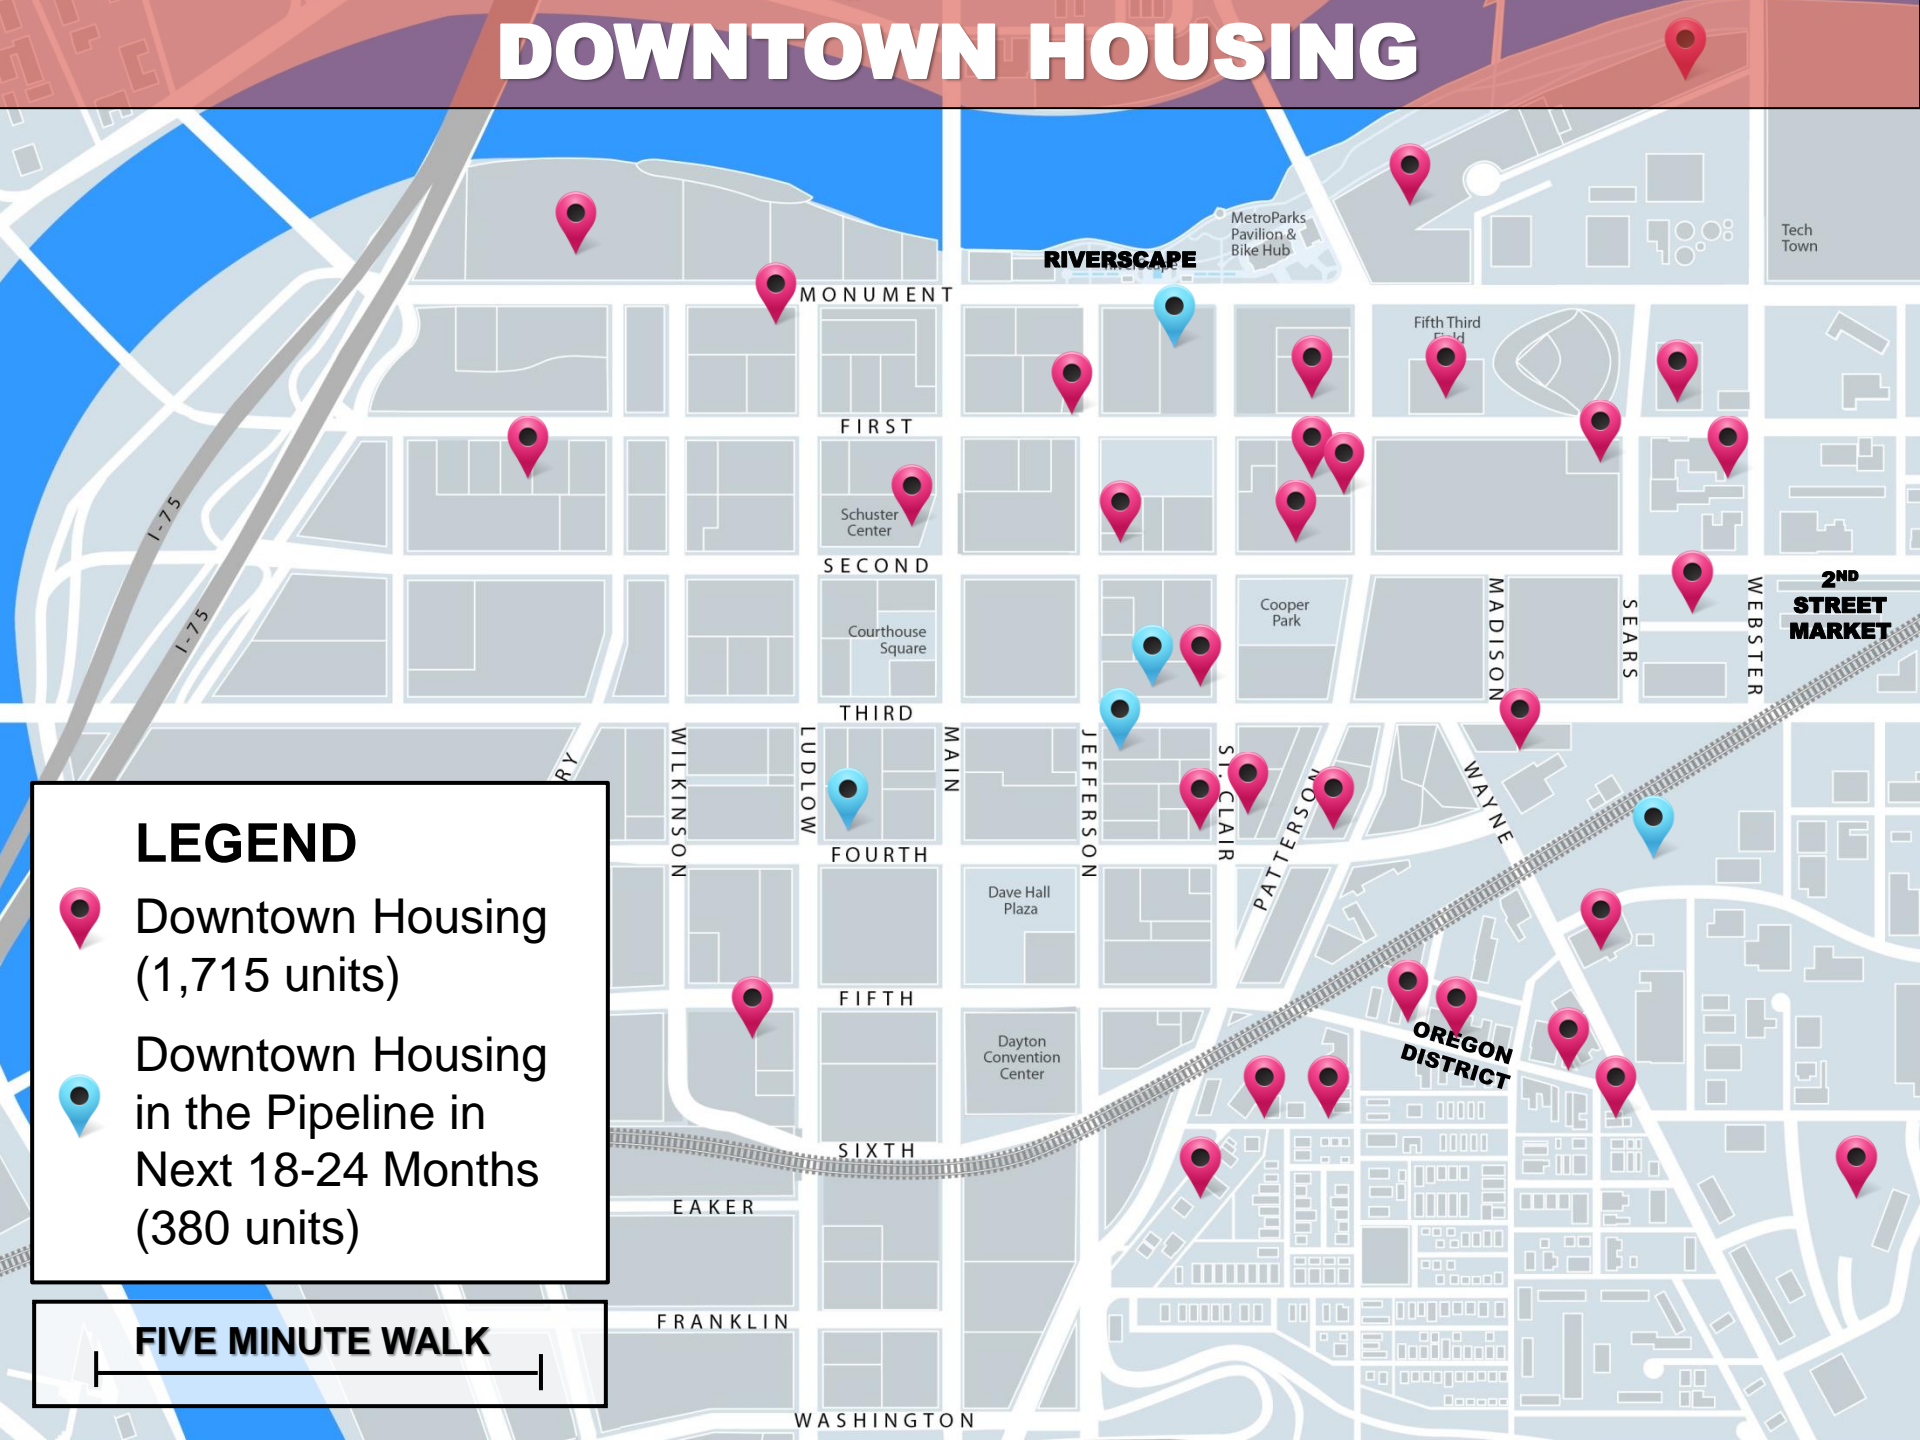 DOWNTOWN HOUSING
MetroParks
Pavilion &
Bike Hub
Tech
Town
RIVERSCAPE
MONUMENT
Fifth Third
FIRST
Schuster
Center
I-75
SECOND
2ND
STREET
MARKET
MADISON
SEARS
WEBSTER
Cooper
Park
Courthouse
Square
I-75
THIRD
WILKINSON
LUDLOW
MAIN
JEFFERSON
ST. CLAIR
PATTERSON
WAYNE
RY
FOURTH
Dave Hall
Plaza
FIFTH
OREGON
DISTRICT
Dayton
Convention
Center
SIXTH
EAKER
FRANKLIN
WASHINGTON
LEGEND
Downtown Housing
(1,715 units)
Downtown Housing
in the Pipeline in
Next 18-24 Months
(380 units)
FIVE MINUTE WALK